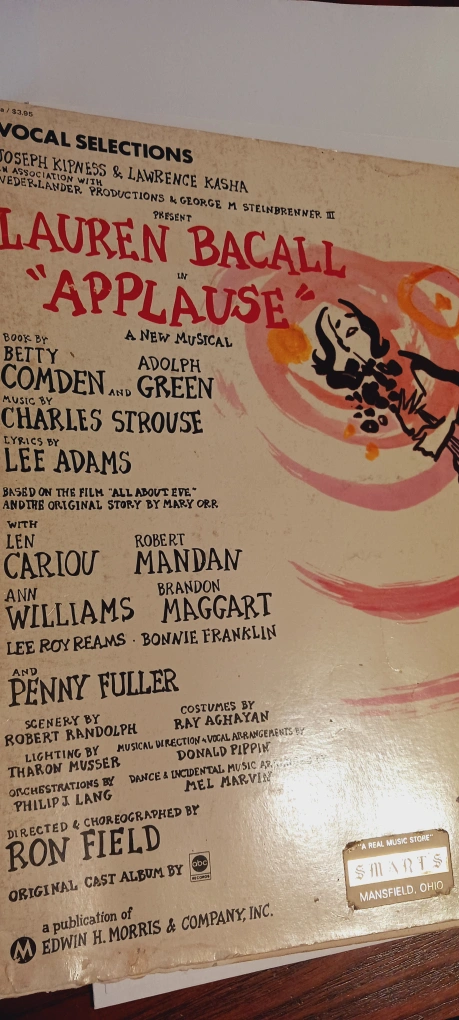 $3.95
VOCAL SELECTIONS
JOSEPH KIPNESS & LAWRENCE KASHA
IN ASSOCIATION WITH
NEDERLANDER PRODUCTIONS & GEORGE M STEINBRENNER III
PRESENT
LAUREN BACALL
IN
"APPLAUSE"
A NEW MUSICAL
BOOK BY
BETTY COMDEN AND ADOLPH GREEN
MUSIC BY
CHARLES STROUSE
LYRICS BY
LEE ADAMS
BASED ON THE FILM "ALL ABOUT EVE"
AND THE ORIGINAL STORY BY MARY ORR
WITH
LEN CARIOU ROBERT MANDAN
ANN WILLIAMS BRANDON MAGGART
LEE ROY REAMS · BONNIE FRANKLIN
AND
PENNY FULLER
SCENERY BY
ROBERT RANDOLPH
COSTUMES BY
RAY AGHAYAN
LIGHTING BY
THARON MUSSER
MUSICAL DIRECTION & VOCAL ARRANGEMENTS BY
DONALD PIPPIN
ORCHESTRATIONS BY
PHILIP J. LANG
DANCE & INCIDENTAL MUSIC
MEL MARVIN
DIRECTED & CHOREOGRAPHED BY
RON FIELD
ORIGINAL CAST ALBUM BY abc RECORDS
a publication of
M EDWIN H. MORRIS & COMPANY, INC.
"A REAL MUSIC STORE"
SMARTS
MANSFIELD, OHIO